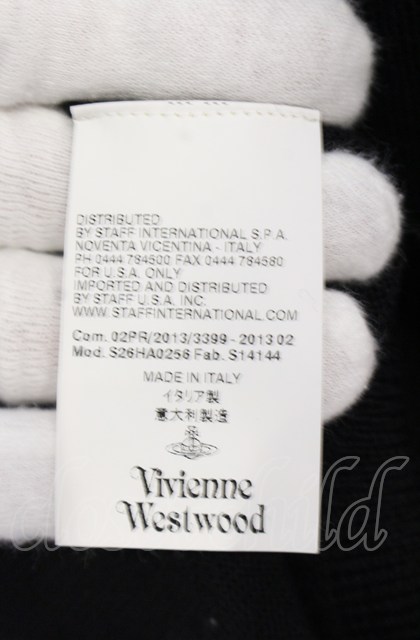 DISTRIBUTED
BY STAFF INTERNATIONAL S.P.A.
NOVENTA VICENTINA - ITALY
PH 0444 784500 FAX 0444 784580
FOR U.S.A. ONLY
IMPORTED AND DISTRIBUTED
BY STAFF U.S.A. INC.
WWW.STAFFINTERNATIONAL.COM
Com. 02PR/2013/3399 - 2013 02
Mod. S26HA0256 Fab. S14144
MADE IN ITALY
イタリア製
意大利製造
Vivienne
Westwood